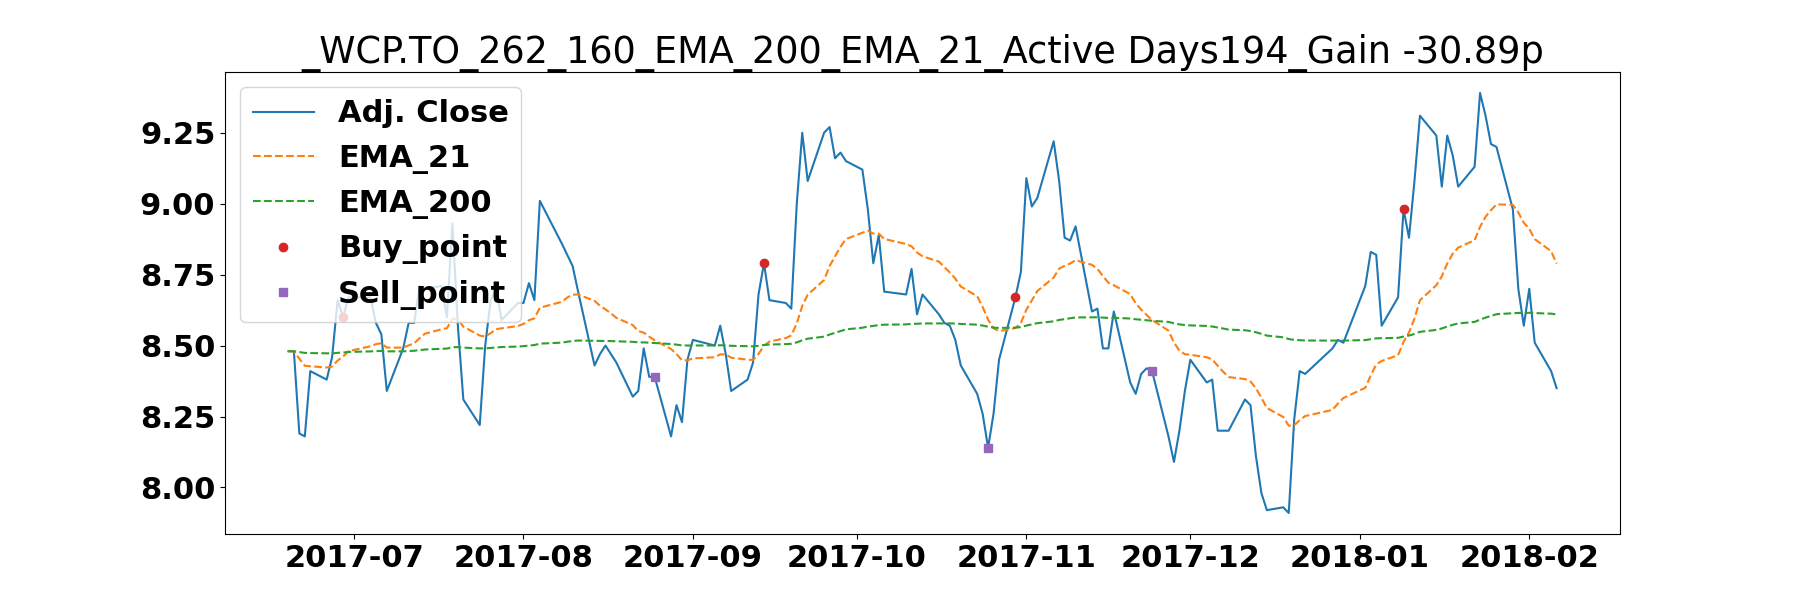 _WCP.TO_262_160_EMA_200_EMA_21_Active Days194_Gain -30.89p
Adj. Close
EMA_21
EMA_200
Buy_point
Sell_point
9.25
9.00
8.75
8.50
8.25
8.00
2017-07 2017-08 2017-09 2017-10 2017-11 2017-12 2018-01 2018-02